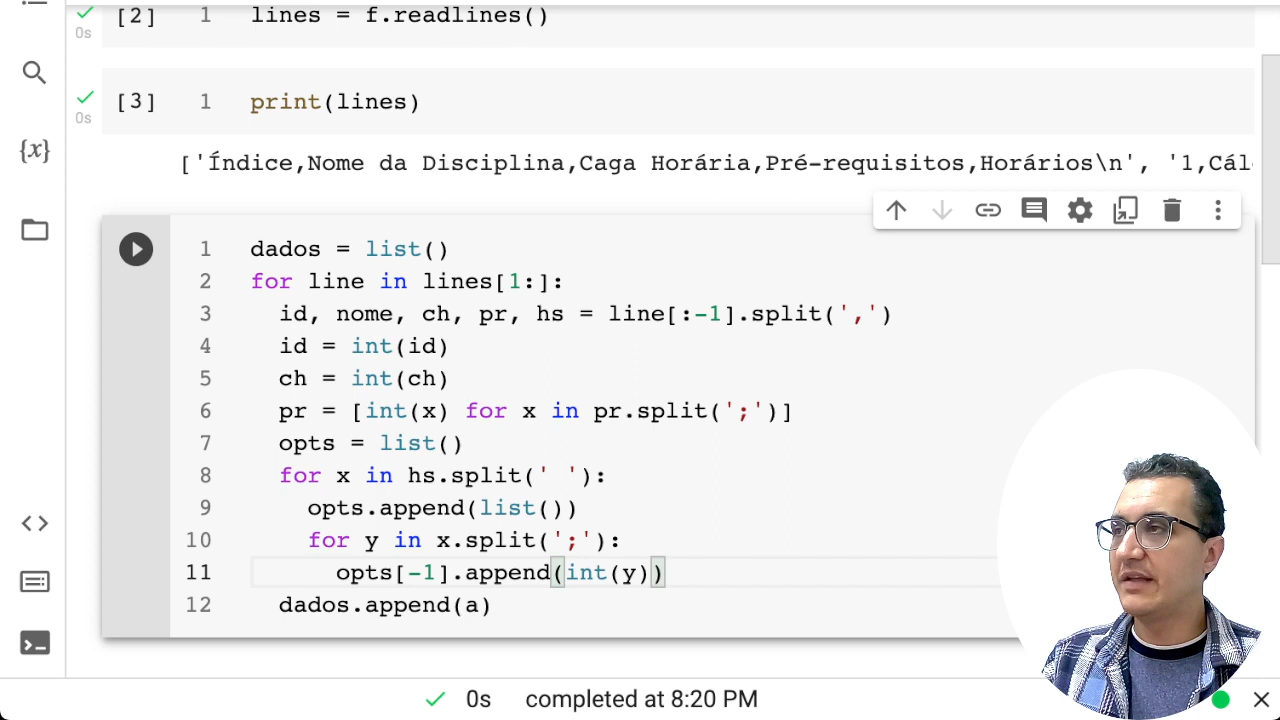 [2] 1 lines = f.readlines()
0s
[3] 1 print(lines)
0s
['Índice,Nome da Disciplina,Caga Horária,Pré-requisitos,Horários\n', '1,Cál
{x}
1 dados = list()
2 for line in lines[1:]:
3 id, nome, ch, pr, hs = line[:-1].split(',')
4 id = int(id)
5 ch = int(ch)
6 pr = [int(x) for x in pr.split(';')]
7 opts = list()
8 for x in hs.split(' '):
9 opts.append(list())
10 for y in x.split(';'):
11 opts[-1].append(int(y))
12 dados.append(a)
0s completed at 8:20 PM